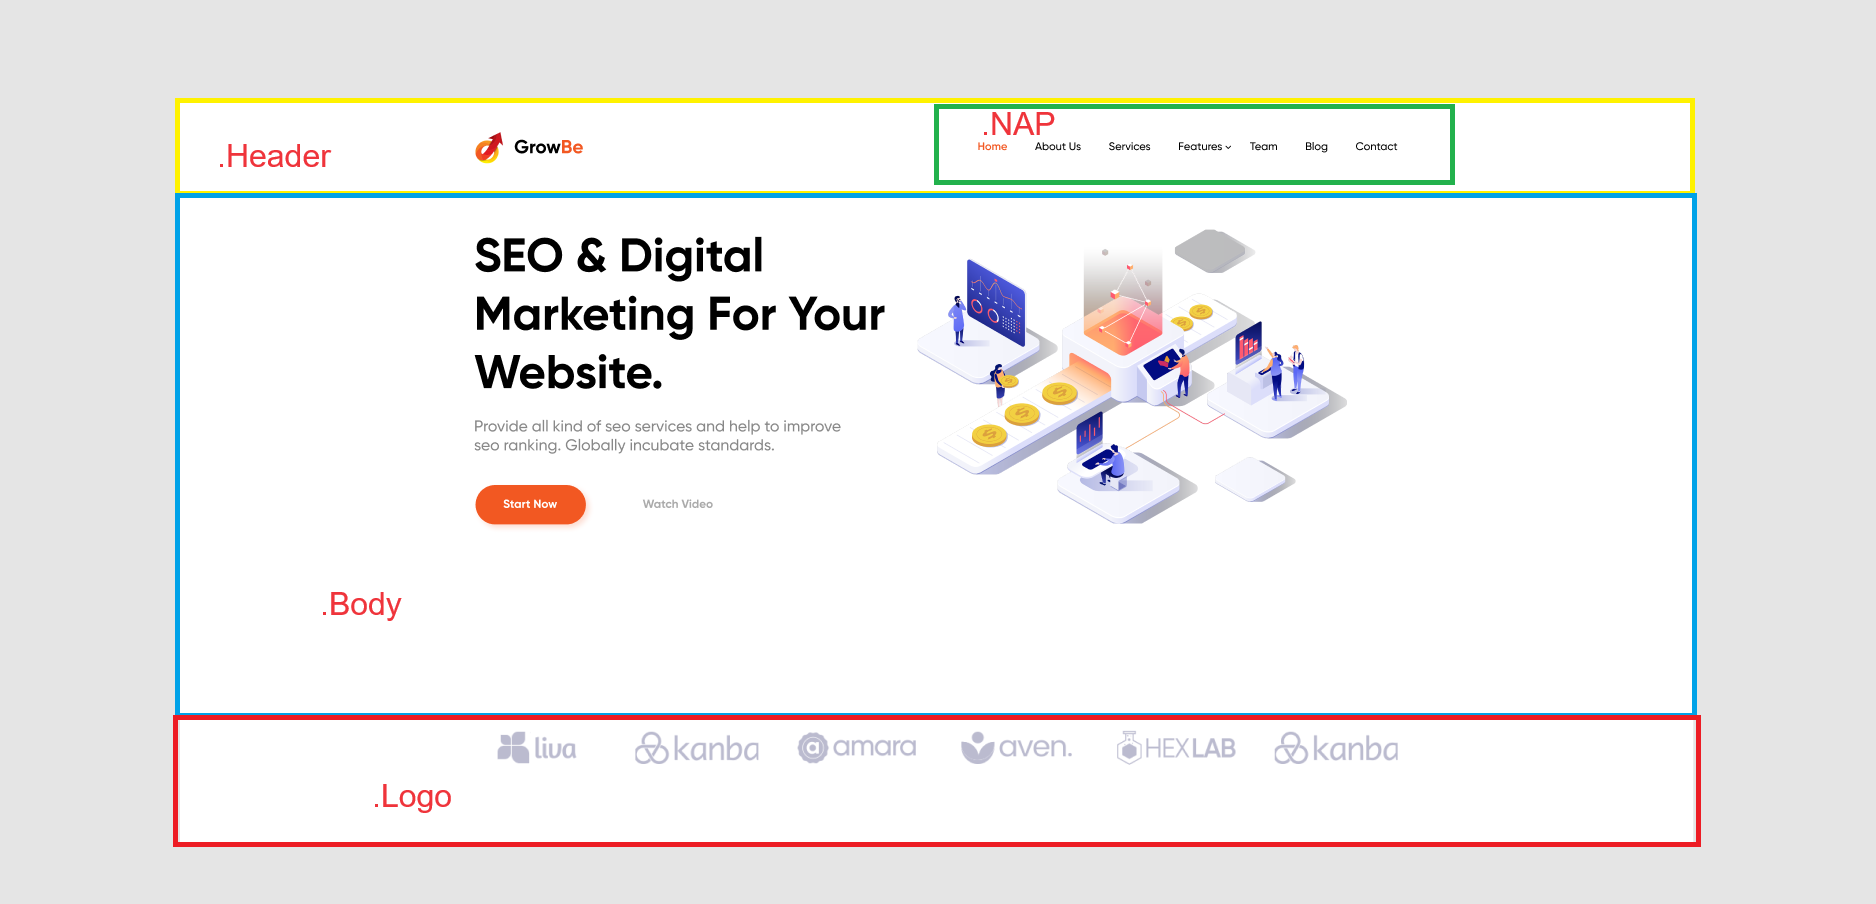 .Header
GrowBe
.NAP
Home About Us Services Features Team Blog Contact
SEO & Digital
Marketing For Your
Website.
Provide all kind of seo services and help to improve
seo ranking. Globally incubate standards.
Start Now Watch Video
.Body
liva kanba amara aven. HEXLAB kanba
.Logo